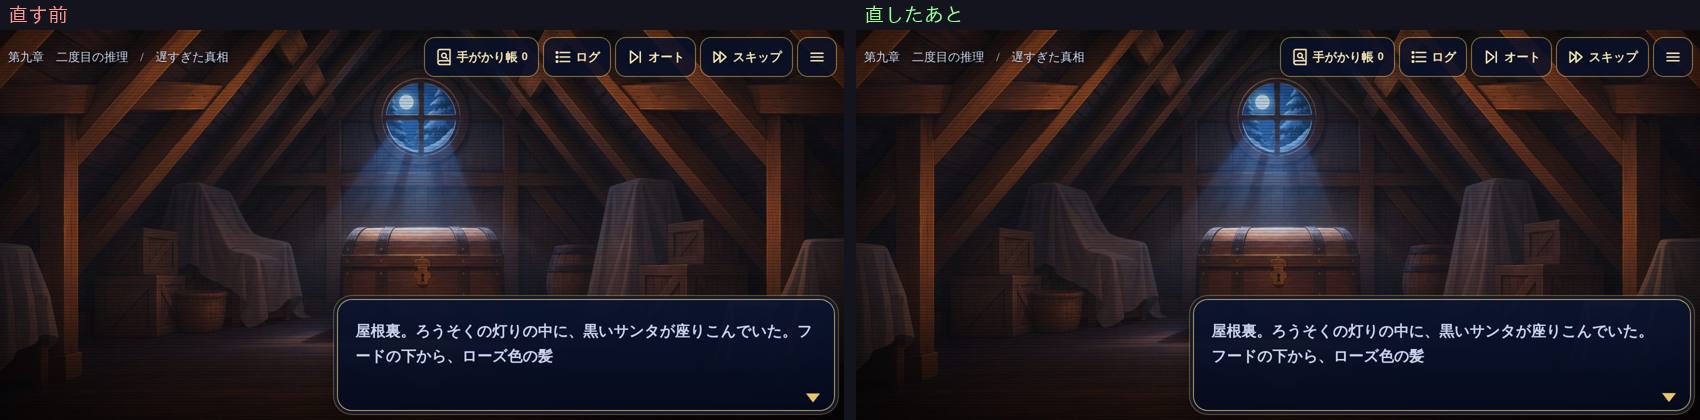 直す前
第九章 二度目の推理 / 遅すぎた真相
手がかり帳 0
ログ
オート
スキップ
屋根裏。ろうそくの灯りの中に、黒いサンタが座りこんでいた。フ
ードの下から、ローズ色の髪
直したあと
第九章 二度目の推理 / 遅すぎた真相
手がかり帳 0
ログ
オート
スキップ
屋根裏。ろうそくの灯りの中に、黒いサンタが座りこんでいた。
フードの下から、ローズ色の髪